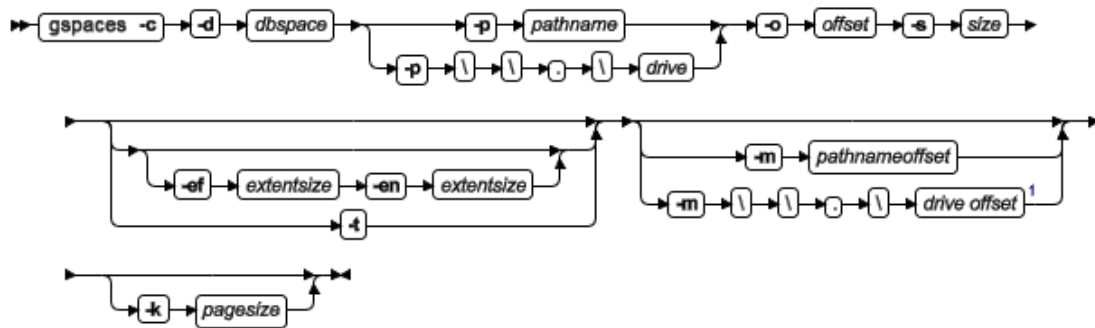 gspaces -c -d dbspace -p pathname -o offset -s size
-p \ \ . \ drive
-ef extentsize -en extentsize
-m pathnameoffset
-m \ \ . \ drive offset 1
-t
-k pagesize